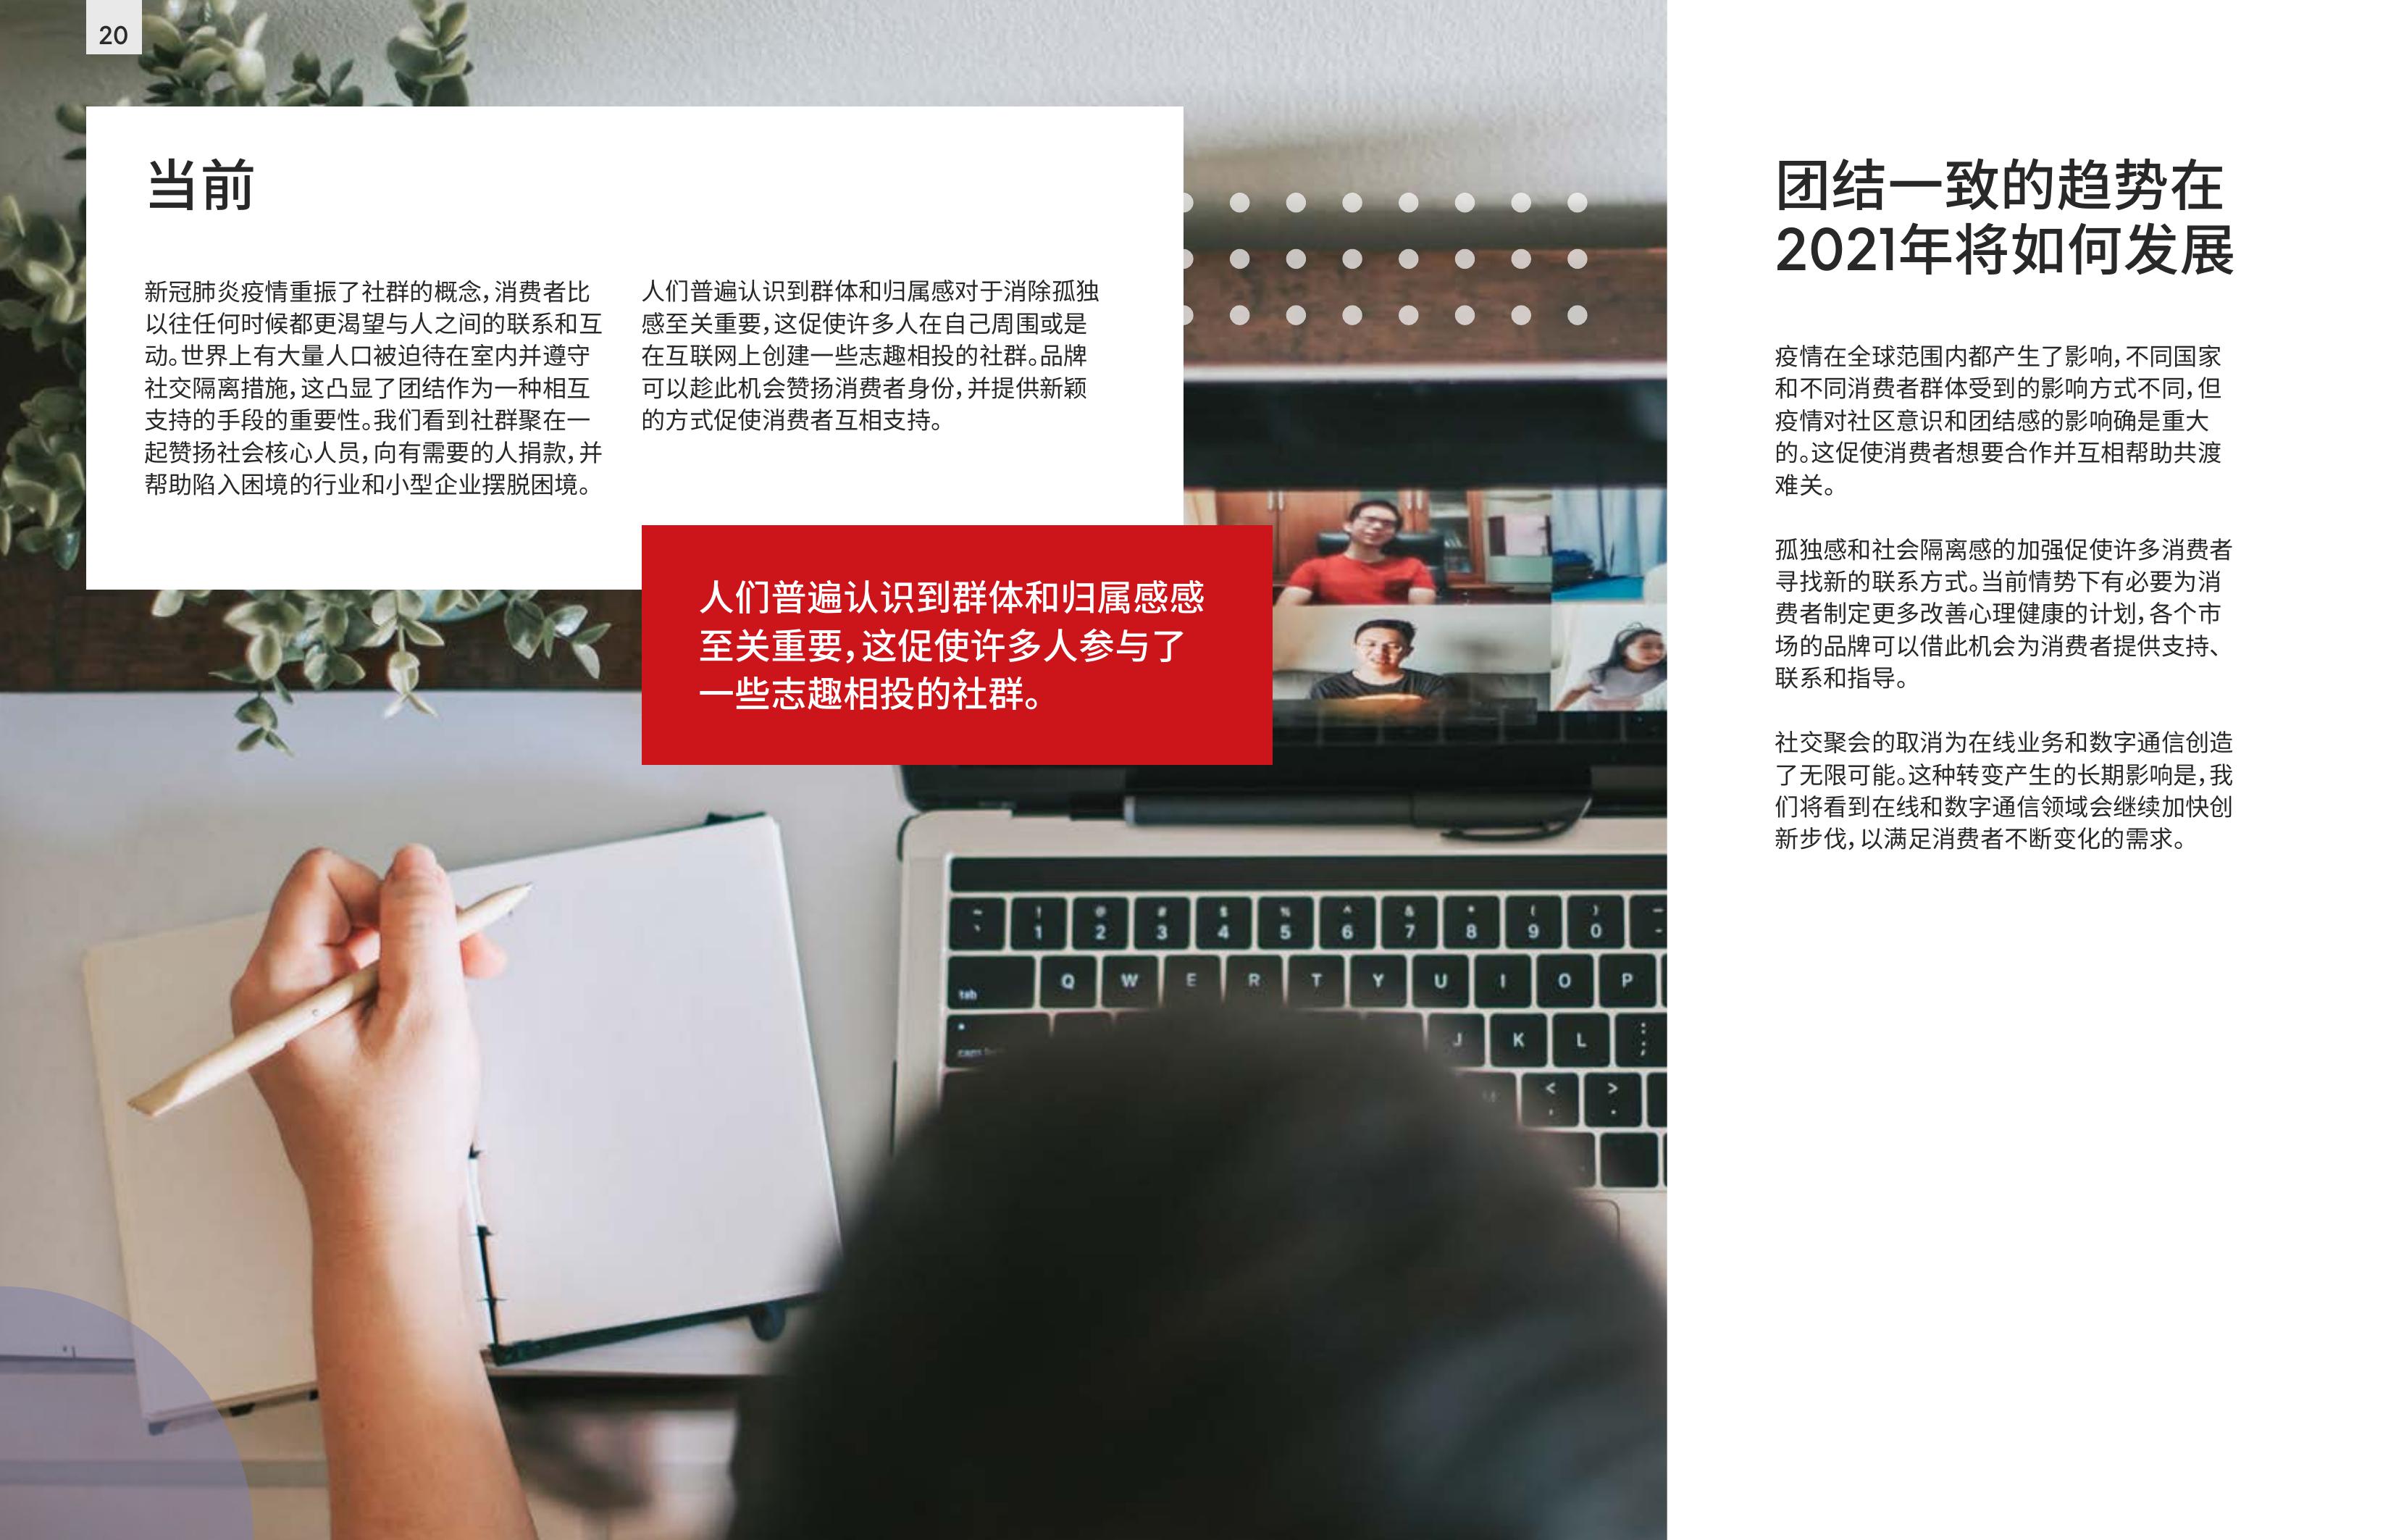 20
当前
新冠肺炎疫情重振了社群的概念，消费者比
以往任何时候都更渴望与人之间的联系和互
动。世界上有大量人口被迫待在室内并遵守
社交隔离措施，这凸显了团结作为一种相互
支持的手段的重要性。我们看到社群聚在一
起赞扬社会核心人员，向有需要的人捐款，并
帮助陷入困境的行业和小型企业摆脱困境。
人们普遍认识到群体和归属感对于消除孤独
感至关重要，这促使许多人在自己周围或是
在互联网上创建一些志趣相投的社群。品牌
可以趁此机会赞扬消费者身份，并提供新颖
的方式促使消费者互相支持。
人们普遍认识到群体和归属感感
至关重要，这促使许多人参与了
一些志趣相投的社群。
团结一致的趋势在
2021年将如何发展
疫情在全球范围内都产生了影响，不同国家
和不同消费者群体受到的影响方式不同，但
疫情对社区意识和团结感的影响确是重大
的。这促使消费者想要合作并互相帮助共渡
难关。
孤独感和社会隔离感的加强促使许多消费者
寻找新的联系方式。当前情势下有必要为消
费者制定更多改善心理健康的计划，各个市
场的品牌可以借此机会为消费者提供支持、
联系和指导。
社交聚会的取消为在线业务和数字通信创造
了无限可能。这种转变产生的长期影响是，我
们将看到在线和数字通信领域会继续加快创
新步伐，以满足消费者不断变化的需求。
~ ! @ # $ % ^ & * ( ) —
` 1 2 3 4 5 6 7 8 9 0 -
tab Q W E R T Y U I O P
J K L : ;
< ,
> .